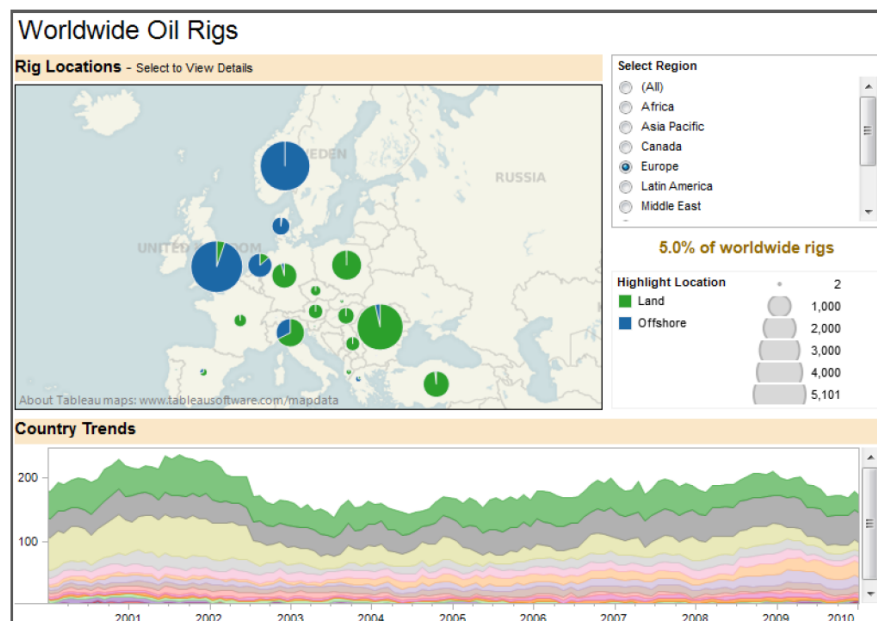 Worldwide Oil Rigs
Rig Locations - Select to View Details
SWEDEN
RUSSIA
UNITED KINGDOM
About Tableau maps: www.tableausoftware.com/mapdata
Select Region
(All)
Africa
Asia Pacific
Canada
Europe
Latin America
Middle East
5.0% of worldwide rigs
Highlight Location
Land
Offshore
2
1,000
2,000
3,000
4,000
5,101
Country Trends
200
100
2001 2002 2003 2004 2005 2006 2007 2008 2009 2010